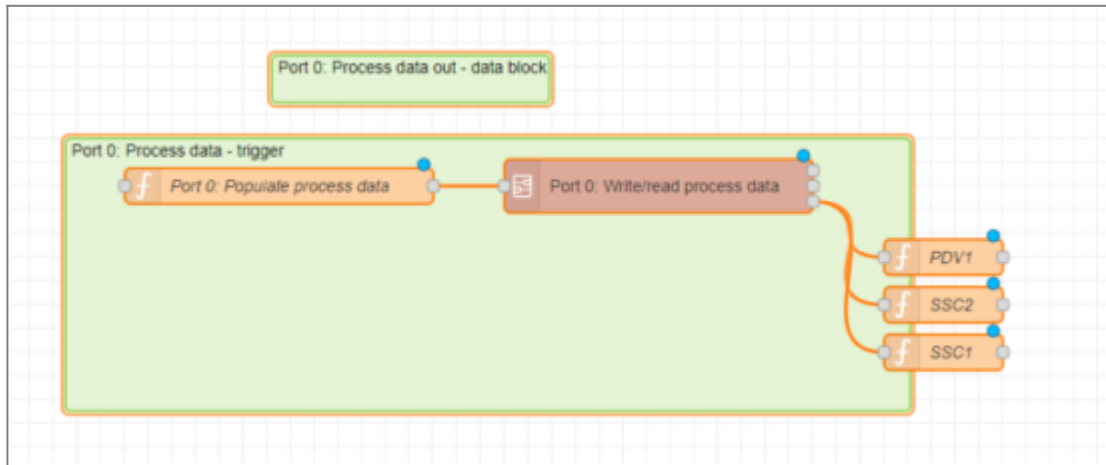 Port 0: Process data out - data block
Port 0: Process data - trigger
Port 0: Populate process data
Port 0: Write/read process data
PDV1
SSC2
SSC1